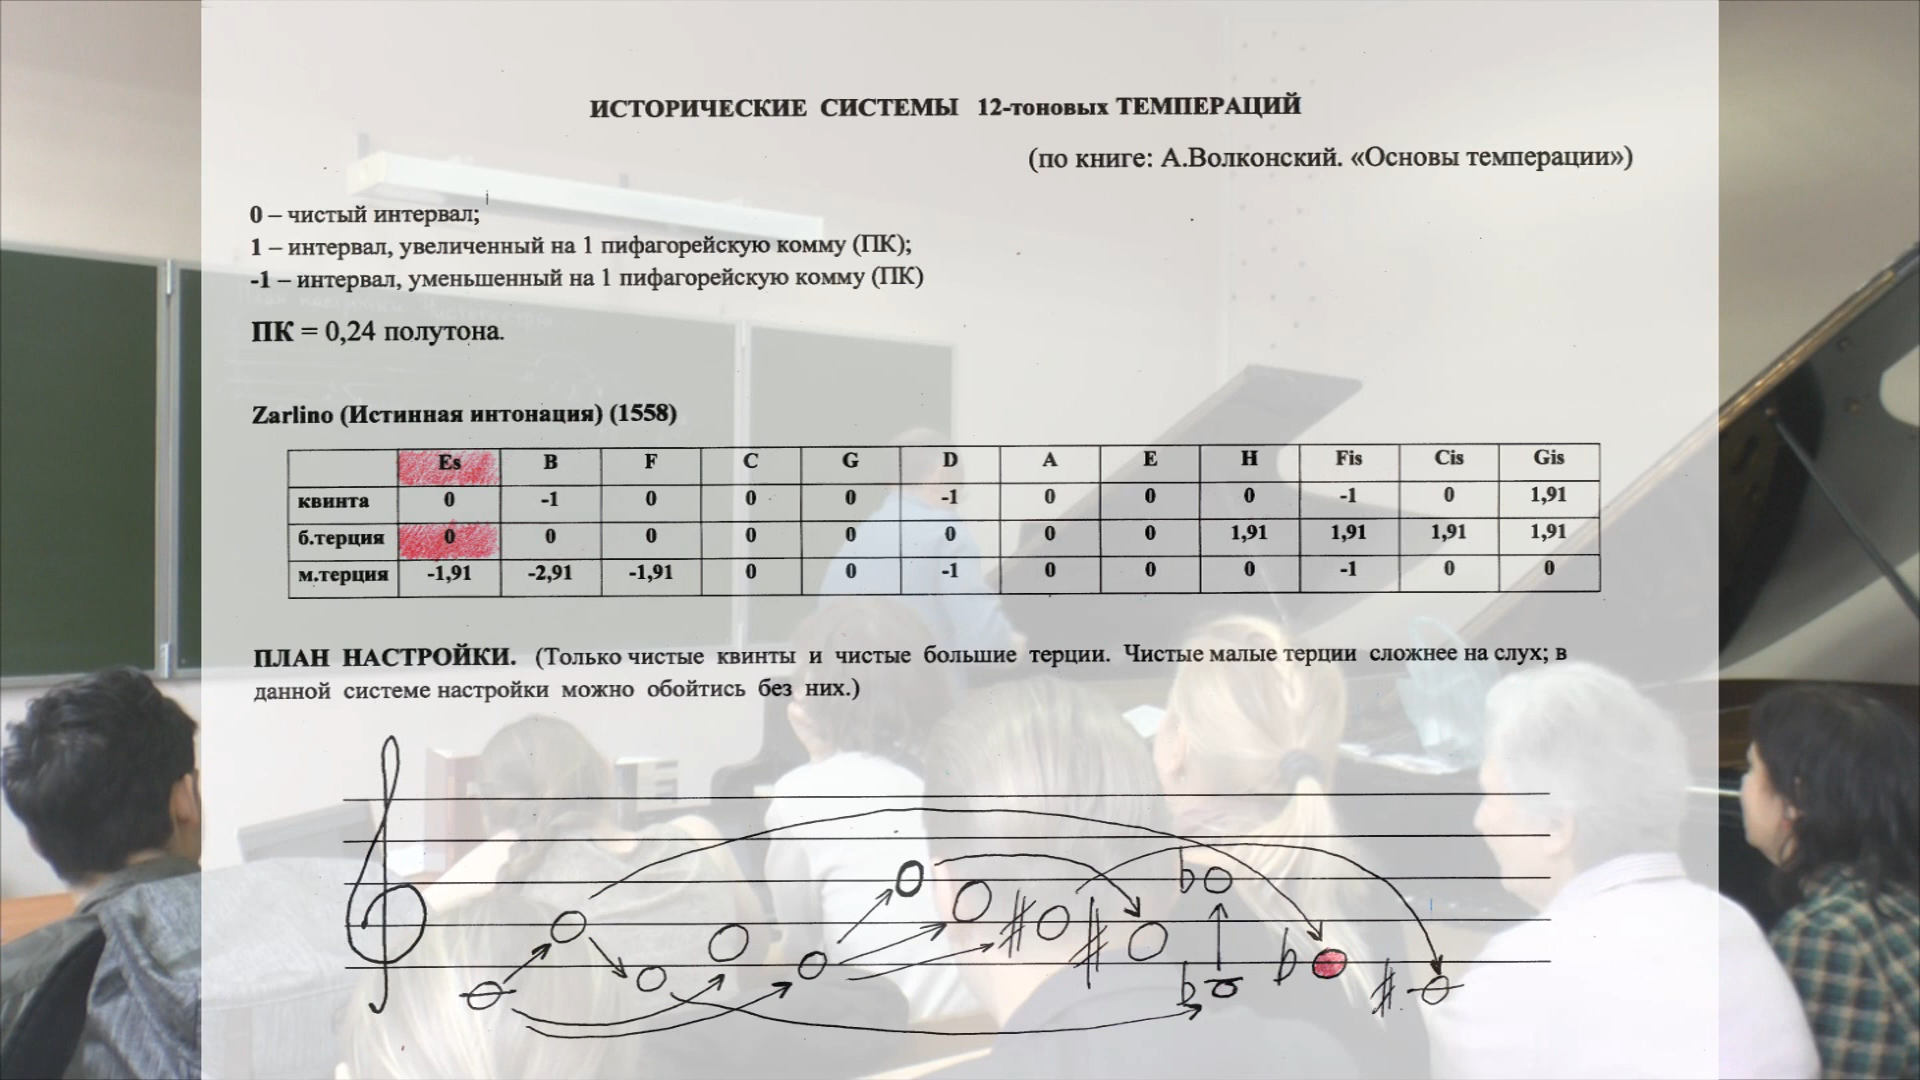 ИСТОРИЧЕСКИЕ СИСТЕМЫ 12-тоновых ТЕМПЕРАЦИЙ
(по книге: А.Волконский. «Основы темперации»)
0 – чистый интервал;
1 – интервал, увеличенный на 1 пифагорейскую комму (ПК);
-1 – интервал, уменьшенный на 1 пифагорейскую комму (ПК)
ПК = 0,24 полутона.
Zarlino (Истинная интонация) (1558)
Es B F C G D A E H Fis Cis Gis
квинта 0 -1 0 0 0 -1 0 0 0 -1 0 1,91
б.терция 0 0 0 0 0 0 0 0 1,91 1,91 1,91 1,91
м.терция -1,91 -2,91 -1,91 0 0 -1 0 0 0 -1 0 0
ПЛАН НАСТРОЙКИ. (Только чистые квинты и чистые большие терции. Чистые малые терции сложнее на слух; в
данной системе настройки можно обойтись без них.)